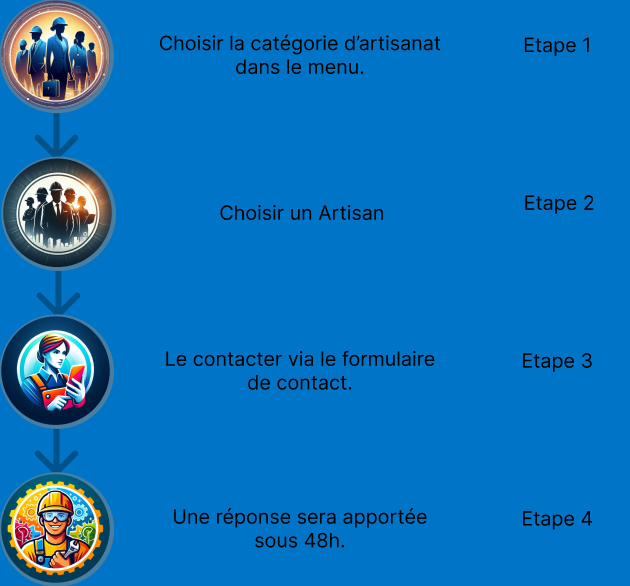 Choisir la catégorie d’artisanat
dans le menu.
Etape 1
Choisir un Artisan
Etape 2
Le contacter via le formulaire
de contact.
Etape 3
Une réponse sera apportée
sous 48h.
Etape 4